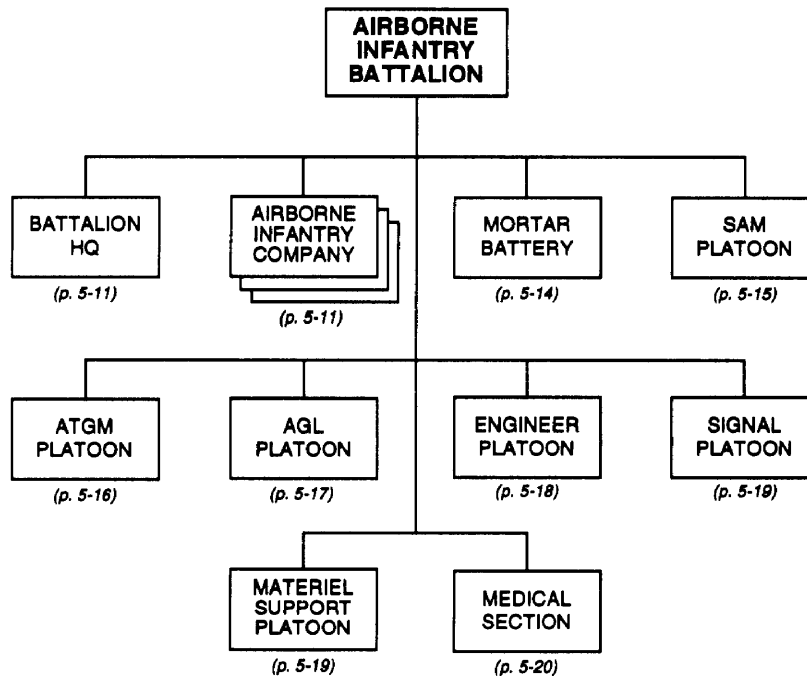 AIRBORNE
INFANTRY
BATTALION
BATTALION
HQ
(p. 5-11)
AIRBORNE
INFANTRY
COMPANY
(p. 5-11)
MORTAR
BATTERY
(p. 5-14)
SAM
PLATOON
(p. 5-15)
ATGM
PLATOON
(p. 5-16)
AGL
PLATOON
(p. 5-17)
ENGINEER
PLATOON
(p. 5-18)
SIGNAL
PLATOON
(p. 5-19)
MATERIEL
SUPPORT
PLATOON
(p. 5-19)
MEDICAL
SECTION
(p. 5-20)